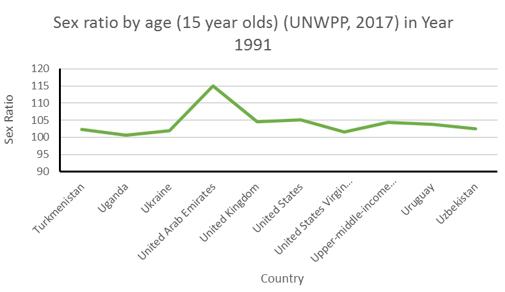 Sex ratio by age (15 year olds) (UNWPP, 2017) in Year
1991
120
115
110
105
100
95
90
Sex Ratio
Turkmenistan
Uganda
Ukraine
United Arab Emirates
United Kingdom
United States
United States Virgin...
Upper-middle-income...
Uruguay
Uzbekistan
Country